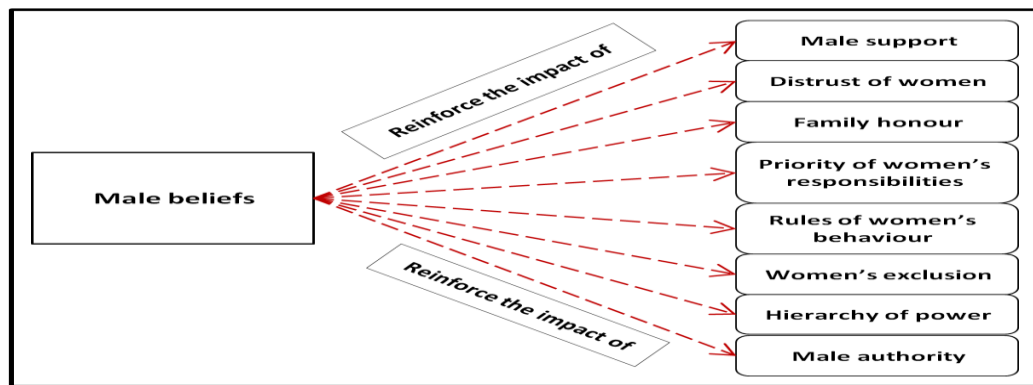 Male support
Distrust of women
Family honour
Priority of women's
responsibilities
Rules of women's
behaviour
Women's exclusion
Hierarchy of power
Male authority
Male beliefs
Reinforce the impact of
Reinforce the impact of